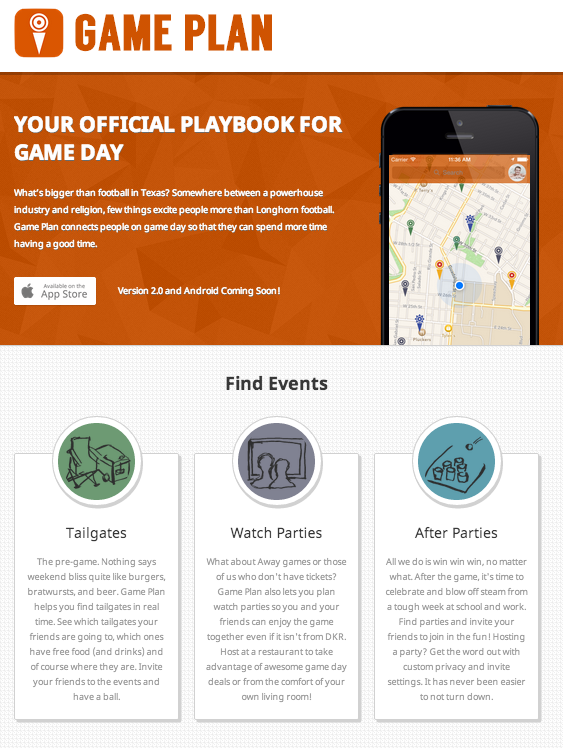 GAME PLAN
YOUR OFFICIAL PLAYBOOK FOR
GAME DAY
What's bigger than football in Texas? Somewhere between a powerhouse
industry and religion, few things excite people more than Longhorn football.
Game Plan connects people on game day so that they can spend more time
having a good time.
Available on the
App Store
Version 2.0 and Android Coming Soon!
Carrier
11:36 AM
Search
Find Events
Tailgates
The pre-game. Nothing says
weekend bliss quite like burgers,
bratwursts, and beer. Game Plan
helps you find tailgates in real
time. See which tailgates your
friends are going to, which ones
have free food (and drinks) and
of course where they are. Invite
your friends to the events and
have a ball.
Watch Parties
What about Away games or those
of us who don't have tickets?
Game Plan also lets you plan
watch parties so you and your
friends can enjoy the game
together even if it isn't from DKR.
Host at a restaurant to take
advantage of awesome game day
deals or from the comfort of your
own living room!
After Parties
All we do is win win win, no matter
what. After the game, it's time to
celebrate and blow off steam from
a tough week at school and work.
Find parties and invite your
friends to join in the fun! Hosting
a party? Get the word out with
custom privacy and invite
settings. It has never been easier
to not turn down.